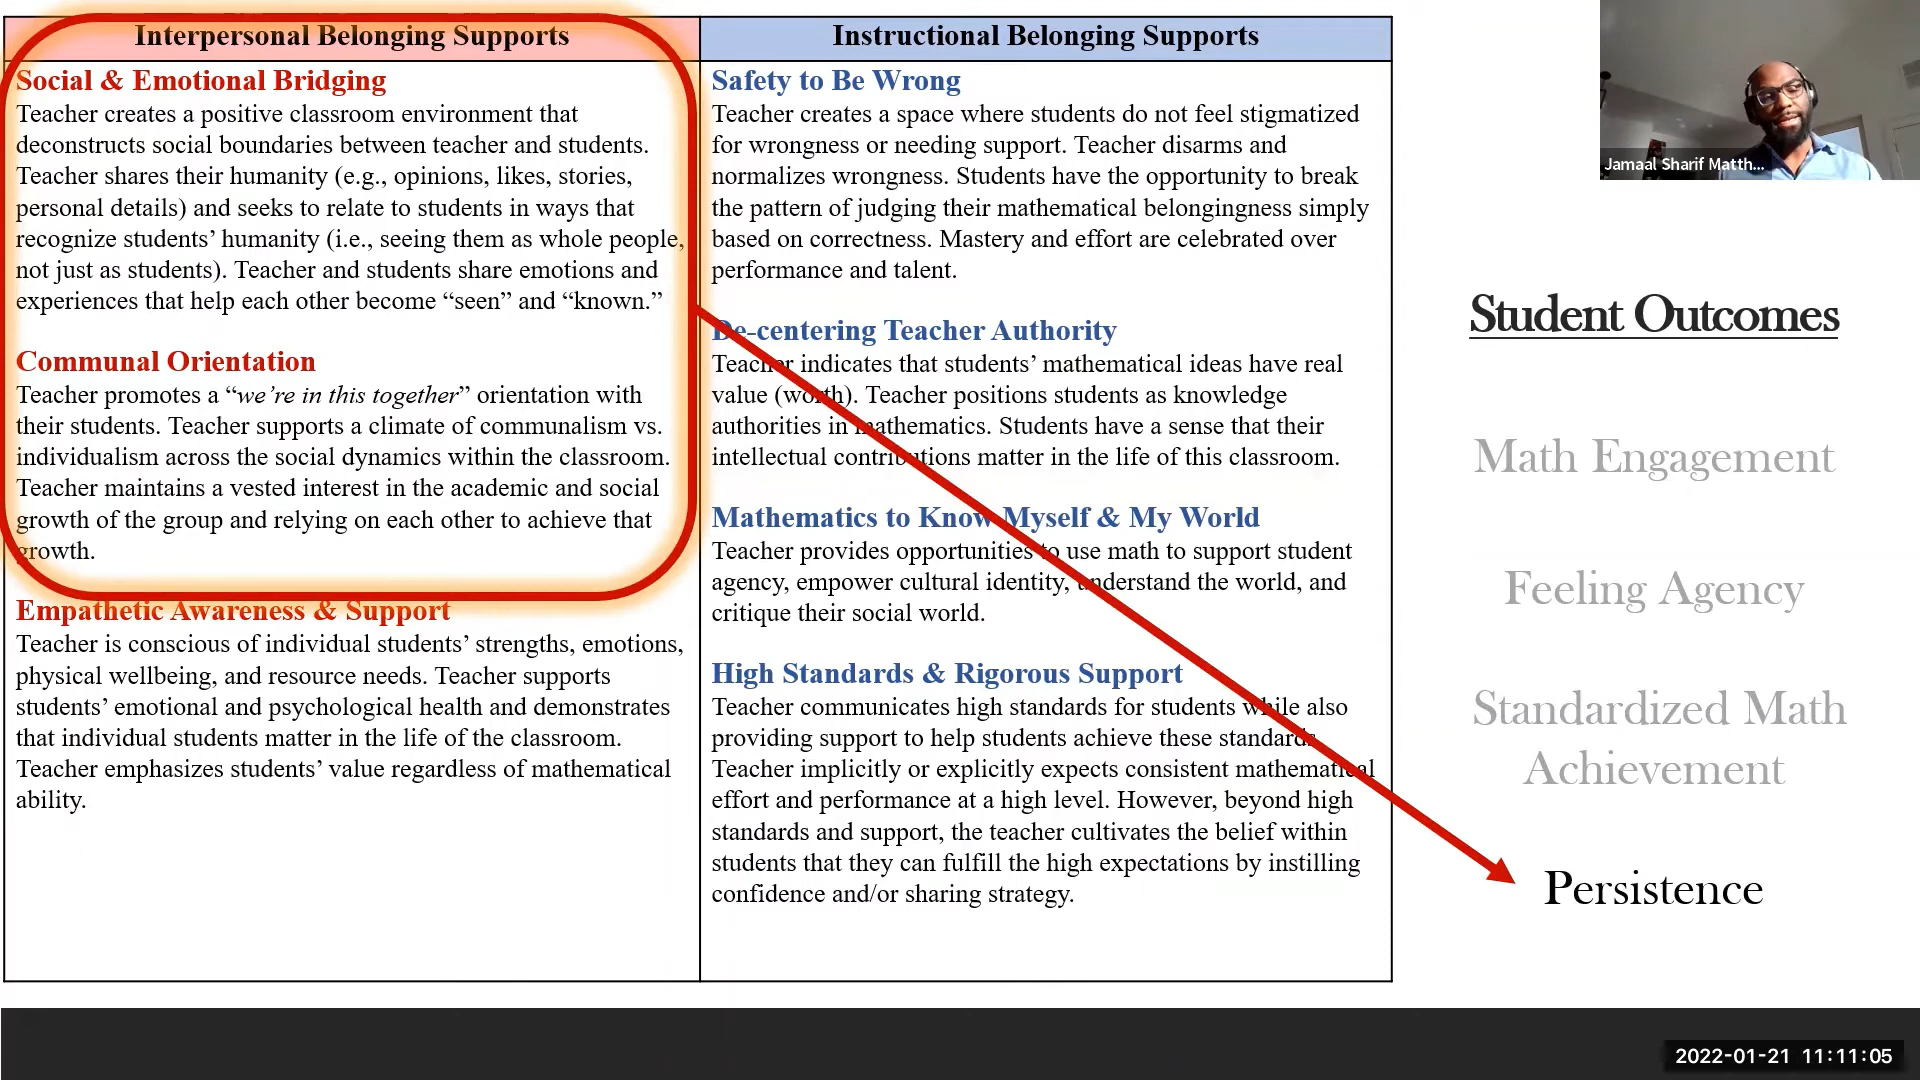 Interpersonal Belonging Supports
Social & Emotional Bridging
Teacher creates a positive classroom environment that
deconstructs social boundaries between teacher and students.
Teacher shares their humanity (e.g., opinions, likes, stories,
personal details) and seeks to relate to students in ways that
recognize students’ humanity (i.e., seeing them as whole people,
not just as students). Teacher and students share emotions and
experiences that help each other become “seen” and “known.”
Communal Orientation
Teacher promotes a “we’re in this together” orientation with
their students. Teacher supports a climate of communalism vs.
individualism across the social dynamics within the classroom.
Teacher maintains a vested interest in the academic and social
growth of the group and relying on each other to achieve that
growth.
Empathetic Awareness & Support
Teacher is conscious of individual students’ strengths, emotions,
physical wellbeing, and resource needs. Teacher supports
students’ emotional and psychological health and demonstrates
that individual students matter in the life of the classroom.
Teacher emphasizes students’ value regardless of mathematical
ability.
Instructional Belonging Supports
Safety to Be Wrong
Teacher creates a space where students do not feel stigmatized
for wrongness or needing support. Teacher disarms and
normalizes wrongness. Students have the opportunity to break
the pattern of judging their mathematical belongingness simply
based on correctness. Mastery and effort are celebrated over
performance and talent.
De-centering Teacher Authority
Teacher indicates that students’ mathematical ideas have real
value (worth). Teacher positions students as knowledge
authorities in mathematics. Students have a sense that their
intellectual contributions matter in the life of this classroom.
Mathematics to Know Myself & My World
Teacher provides opportunities to use math to support student
agency, empower cultural identity, understand the world, and
critique their social world.
High Standards & Rigorous Support
Teacher communicates high standards for students while also
providing support to help students achieve these standards.
Teacher implicitly or explicitly expects consistent mathematical
effort and performance at a high level. However, beyond high
standards and support, the teacher cultivates the belief within
students that they can fulfill the high expectations by instilling
confidence and/or sharing strategy.
Jamaal Sharif Matth...
Student Outcomes
Math Engagement
Feeling Agency
Standardized Math
Achievement
Persistence
2022-01-21 11:11:05